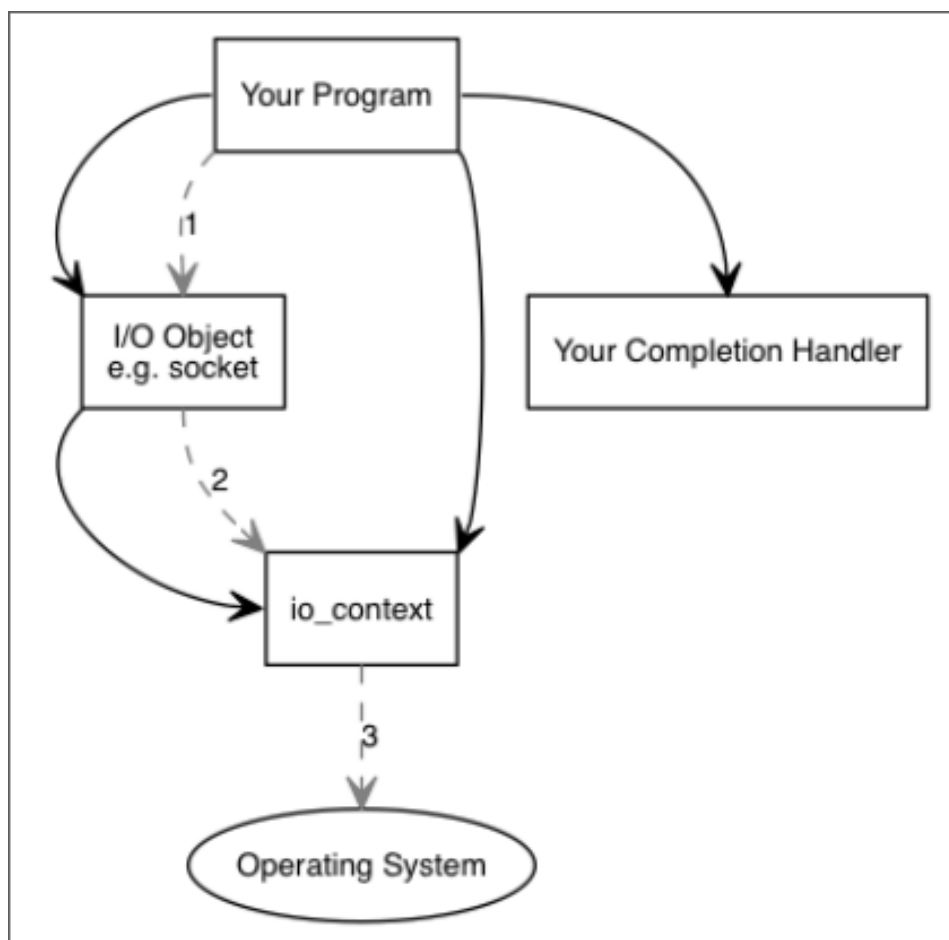 Your Program
1
I/O Object
e.g. socket
Your Completion Handler
2
io_context
3
Operating System